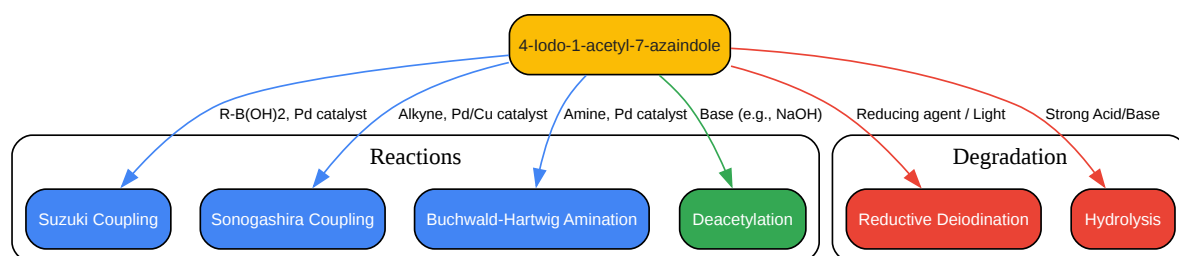 4-Iodo-1-acetyl-7-azaindole
R-B(OH)2, Pd catalyst
Alkyne, Pd/Cu catalyst
Amine, Pd catalyst
Base (e.g., NaOH)
Reducing agent / Light
Strong Acid/Base
Reactions
Degradation
Suzuki Coupling
Sonogashira Coupling
Buchwald-Hartwig Amination
Deacetylation
Reductive Deiodination
Hydrolysis